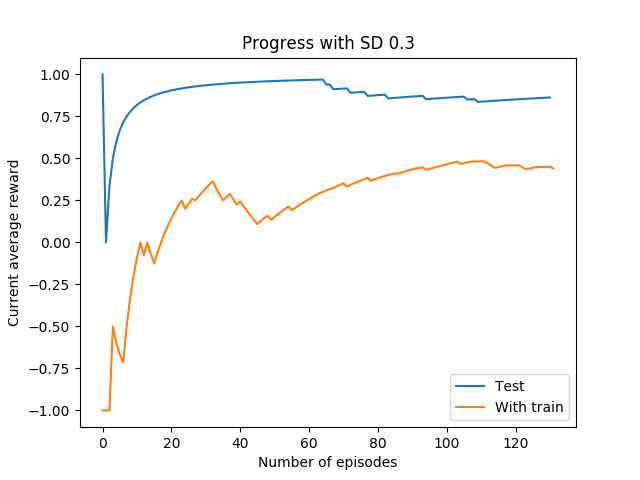 Progress with SD 0.3
1.00
0.75
0.50
0.25
0.00
−0.25
−0.50
−0.75
−1.00
Current average reward
0 20 40 60 80 100 120
Number of episodes
Test
With train